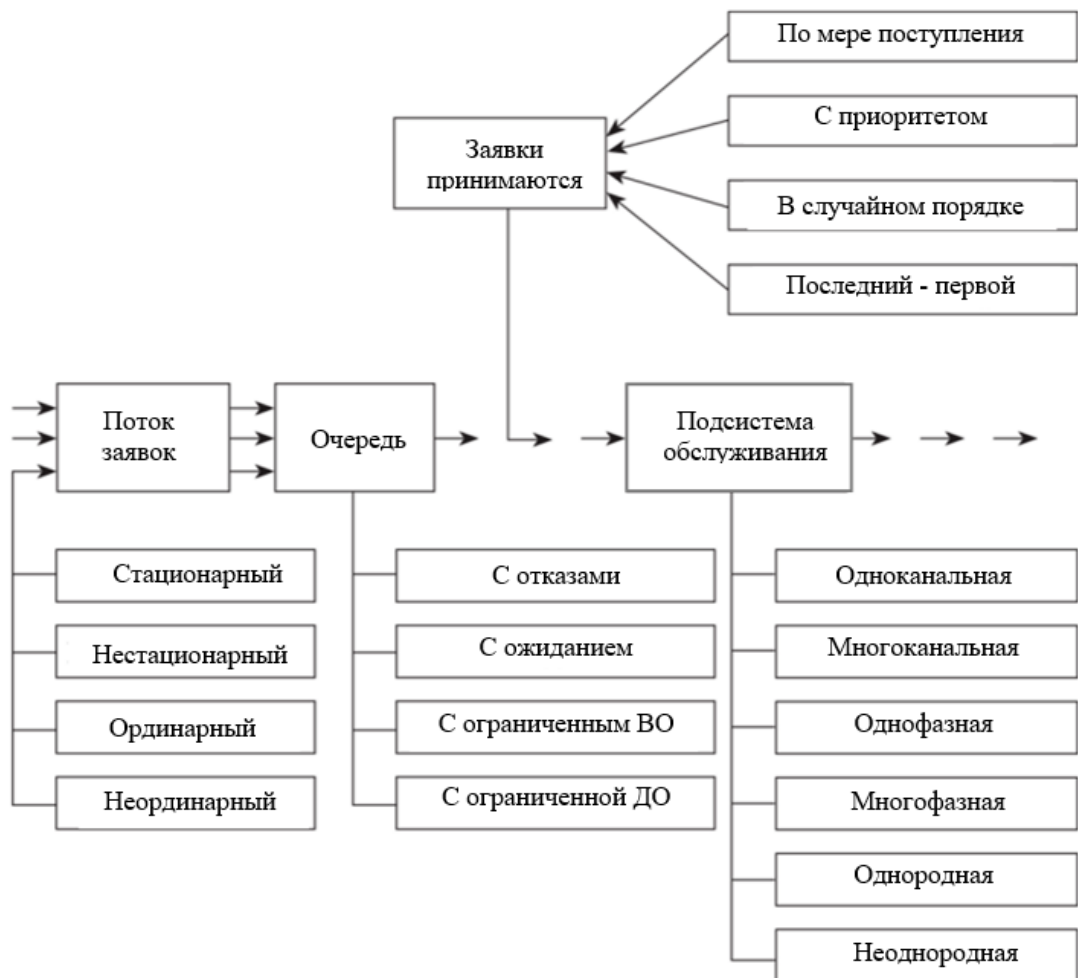 По мере поступления
С приоритетом
Заявки
принимаются
В случайном порядке
Последний - первой
Поток
заявок
Очередь
Подсистема
обслуживания
Стационарный
С отказами
Одноканальная
Нестационарный
С ожиданием
Многоканальная
Ординарный
С ограниченным ВО
Однофазная
Неординарный
С ограниченной ДО
Многофазная
Однородная
Неоднородная